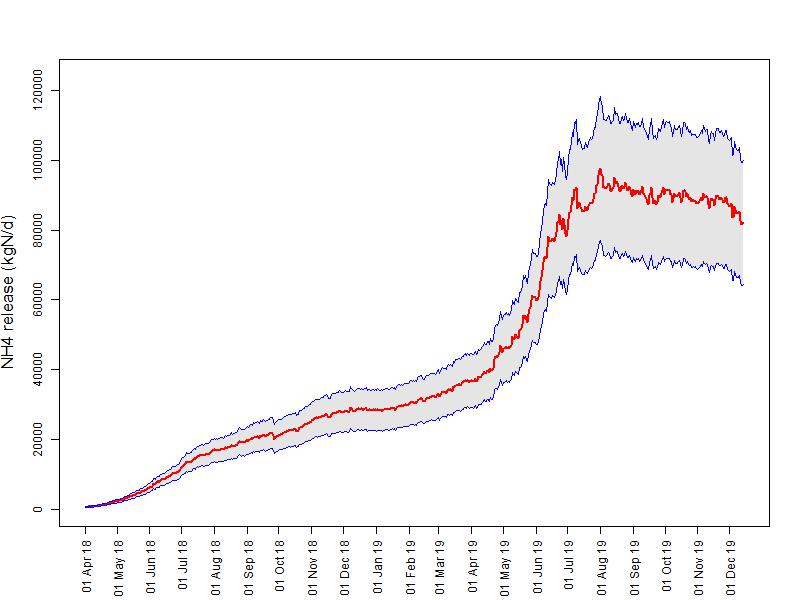 NH4 release (kgN/d)
120000
100000
80000
60000
40000
20000
0
01 Apr 18
01 May 18
01 Jun 18
01 Jul 18
01 Aug 18
01 Sep 18
01 Oct 18
01 Nov 18
01 Dec 18
01 Jan 19
01 Feb 19
01 Mar 19
01 Apr 19
01 May 19
01 Jun 19
01 Jul 19
01 Aug 19
01 Sep 19
01 Oct 19
01 Nov 19
01 Dec 19